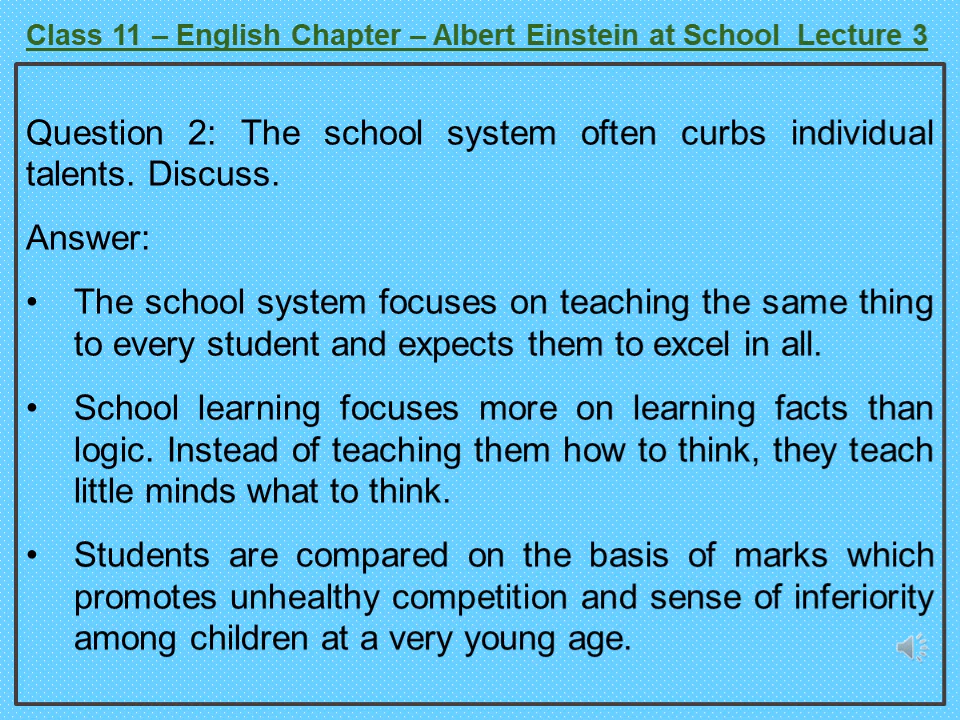 Class 11 – English Chapter – Albert Einstein at School Lecture 3
Question 2: The school system often curbs individual
talents. Discuss.
Answer:
• The school system focuses on teaching the same thing
to every student and expects them to excel in all.
• School learning focuses more on learning facts than
logic. Instead of teaching them how to think, they teach
little minds what to think.
• Students are compared on the basis of marks which
promotes unhealthy competition and sense of inferiority
among children at a very young age.